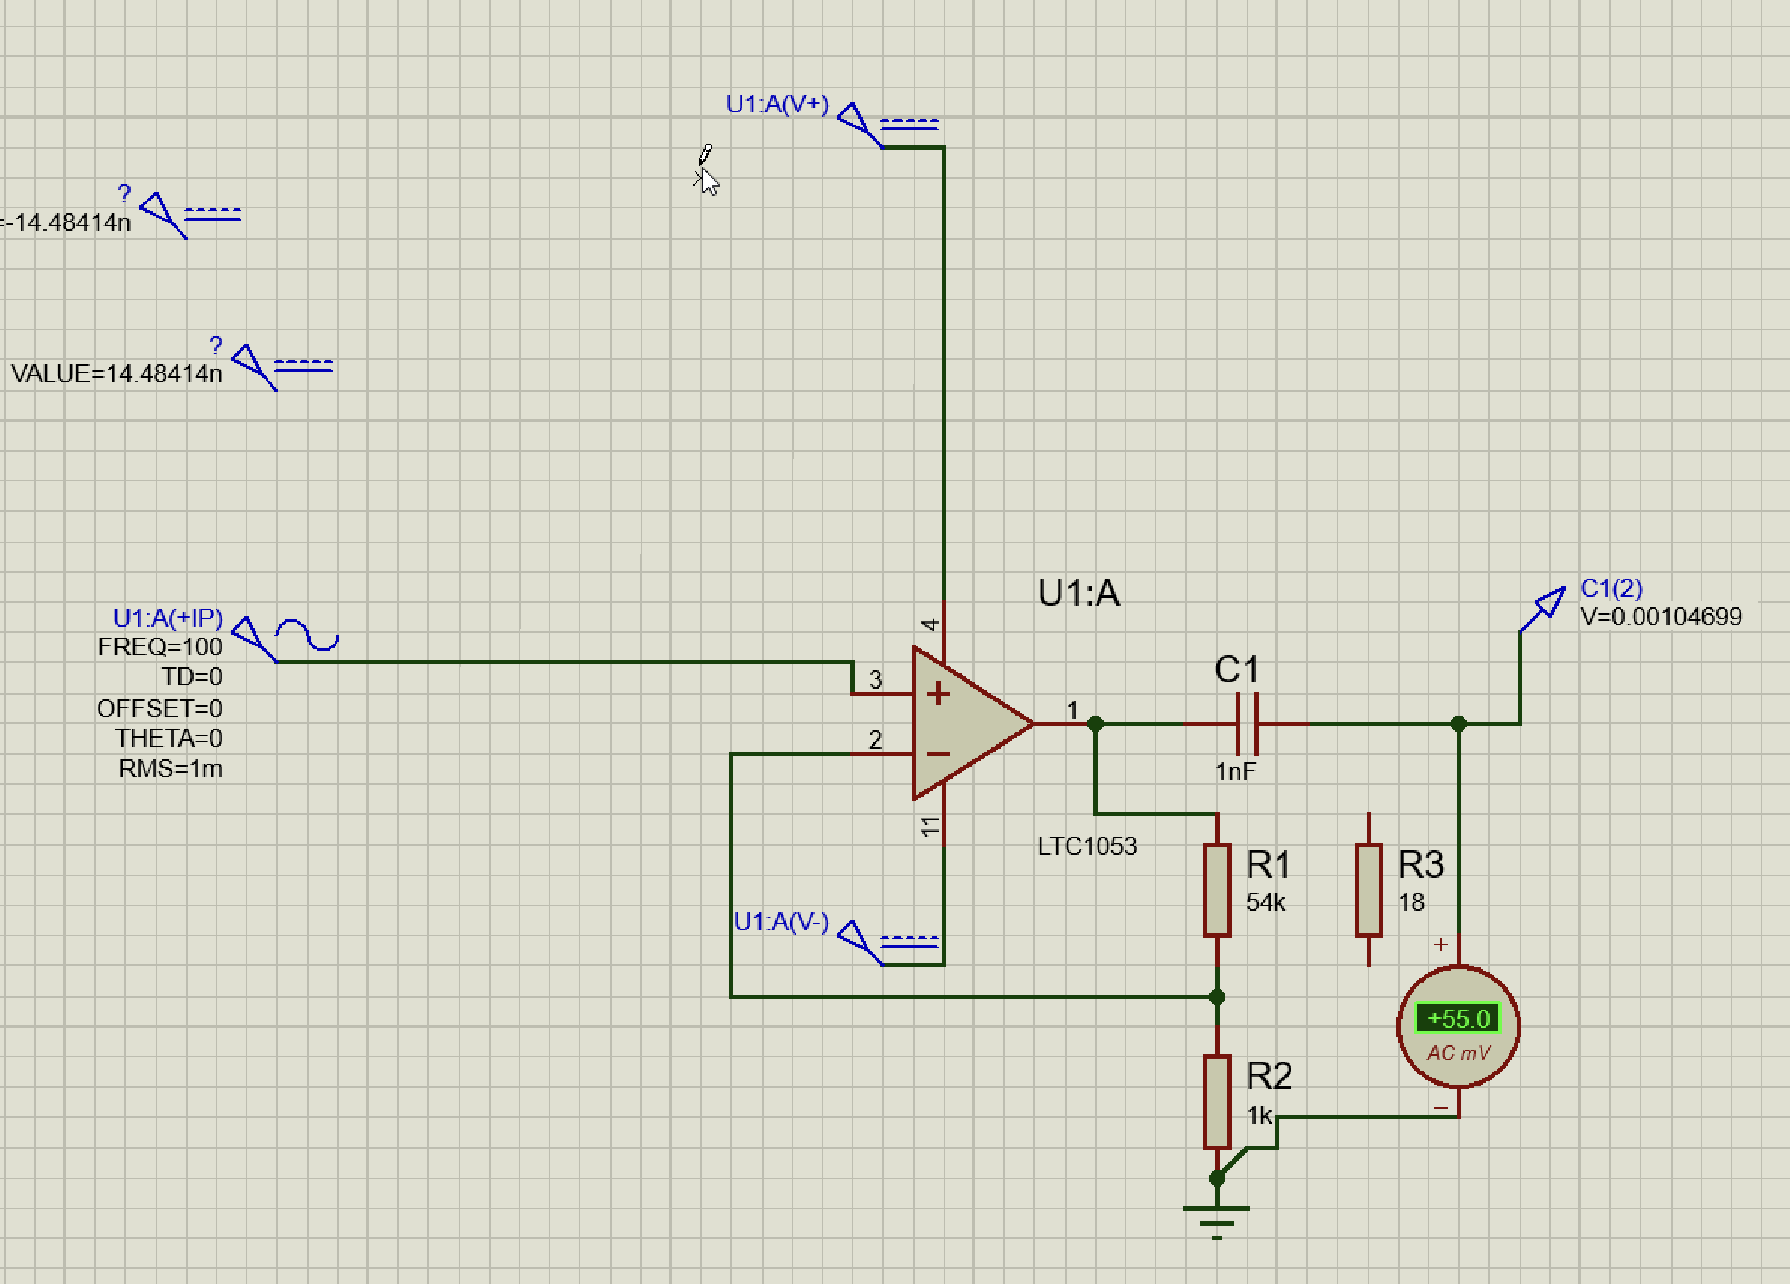 U1:A(V+)
?
=-14.48414n
?
VALUE=14.48414n
U1:A
4
U1:A(+IP)
FREQ=100
TD=0
OFFSET=0
THETA=0
RMS=1m
3
+
2
−
1
11
LTC1053
C1
1nF
C1(2)
V=0.00104699
U1:A(V-)
R1
54k
R3
18
+
+55.0
AC mV
−
R2
1k